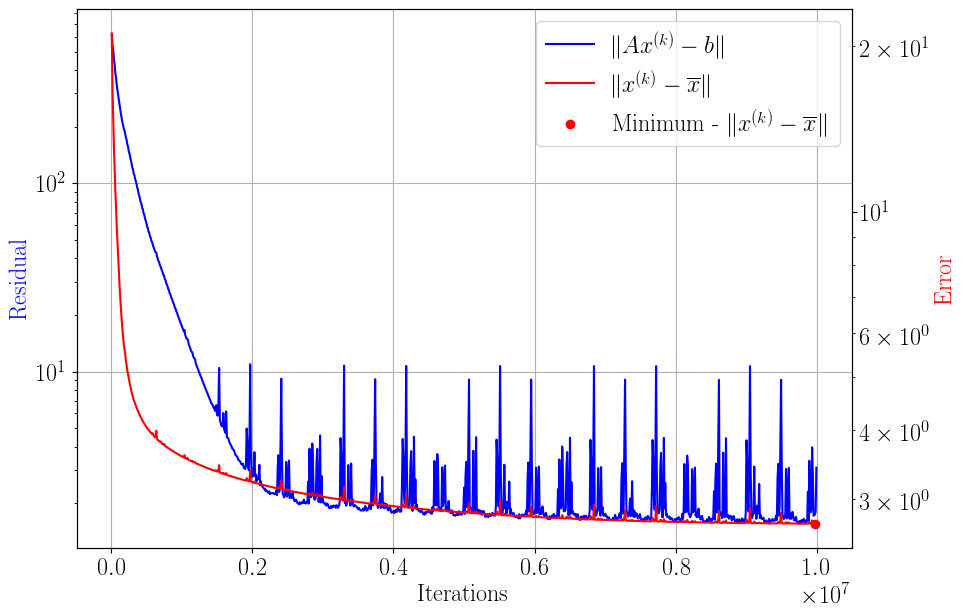 ‖Ax^{(k)} − b‖
‖x^{(k)} − x̅‖
Minimum - ‖x^{(k)} − x̅‖
Residual
10^2
10^1
2 × 10^1
10^1
6 × 10^0
4 × 10^0
3 × 10^0
Error
0.0 0.2 0.4 0.6 0.8 1.0
×10^7
Iterations